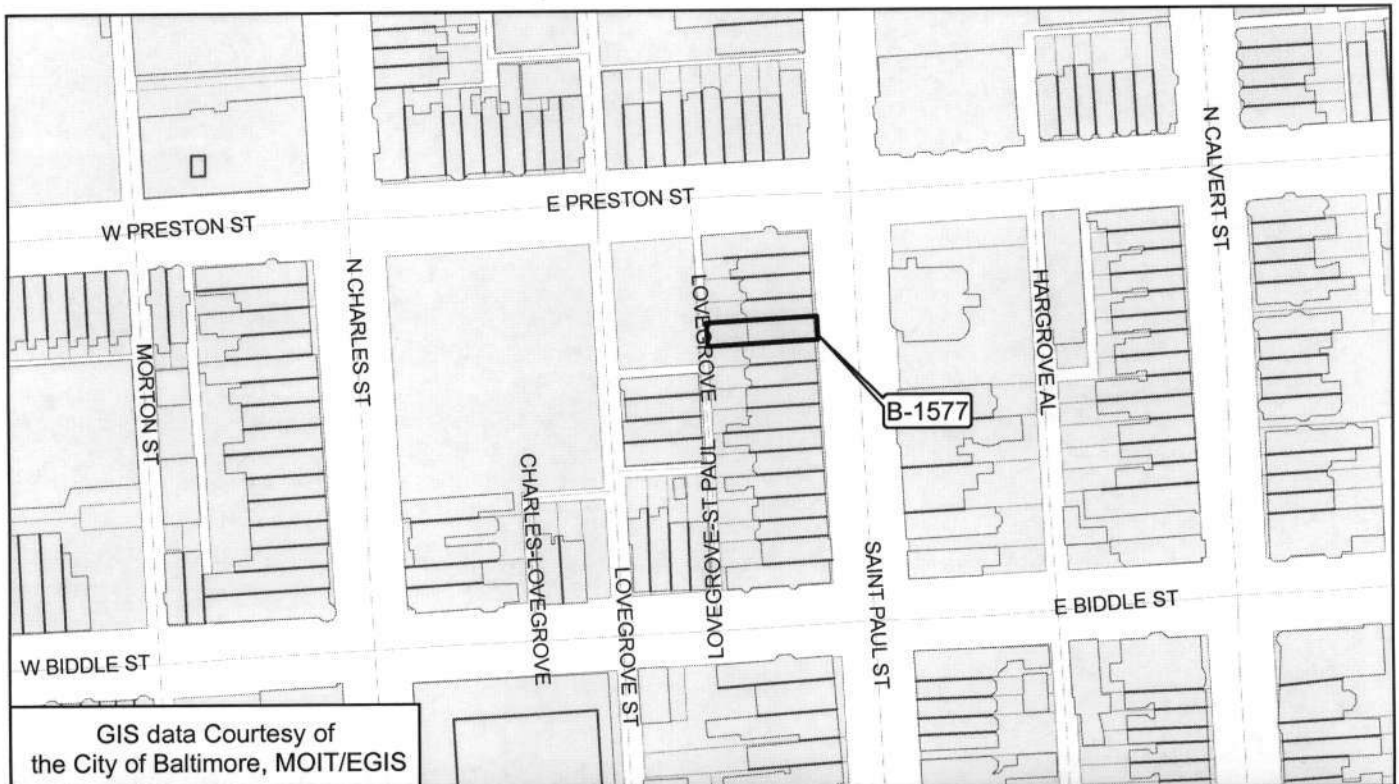 N CALVERT ST
E PRESTON ST
W PRESTON ST
N CHARLES ST
LOVEGROVE
HARGROVE AL
MORTON ST
B-1577
CHARLES-LOVEGROVE
LOVEGROVE-ST PAUL
SAINT PAUL ST
LOVEGROVE ST
E BIDDLE ST
W BIDDLE ST
GIS data Courtesy of
the City of Baltimore, MOIT/EGIS